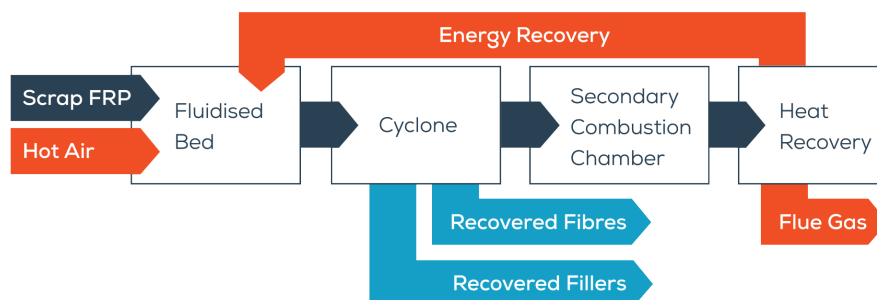 Energy Recovery
Scrap FRP
Hot Air
Fluidised
Bed
Cyclone
Secondary
Combustion
Chamber
Heat
Recovery
Recovered Fibres
Flue Gas
Recovered Fillers